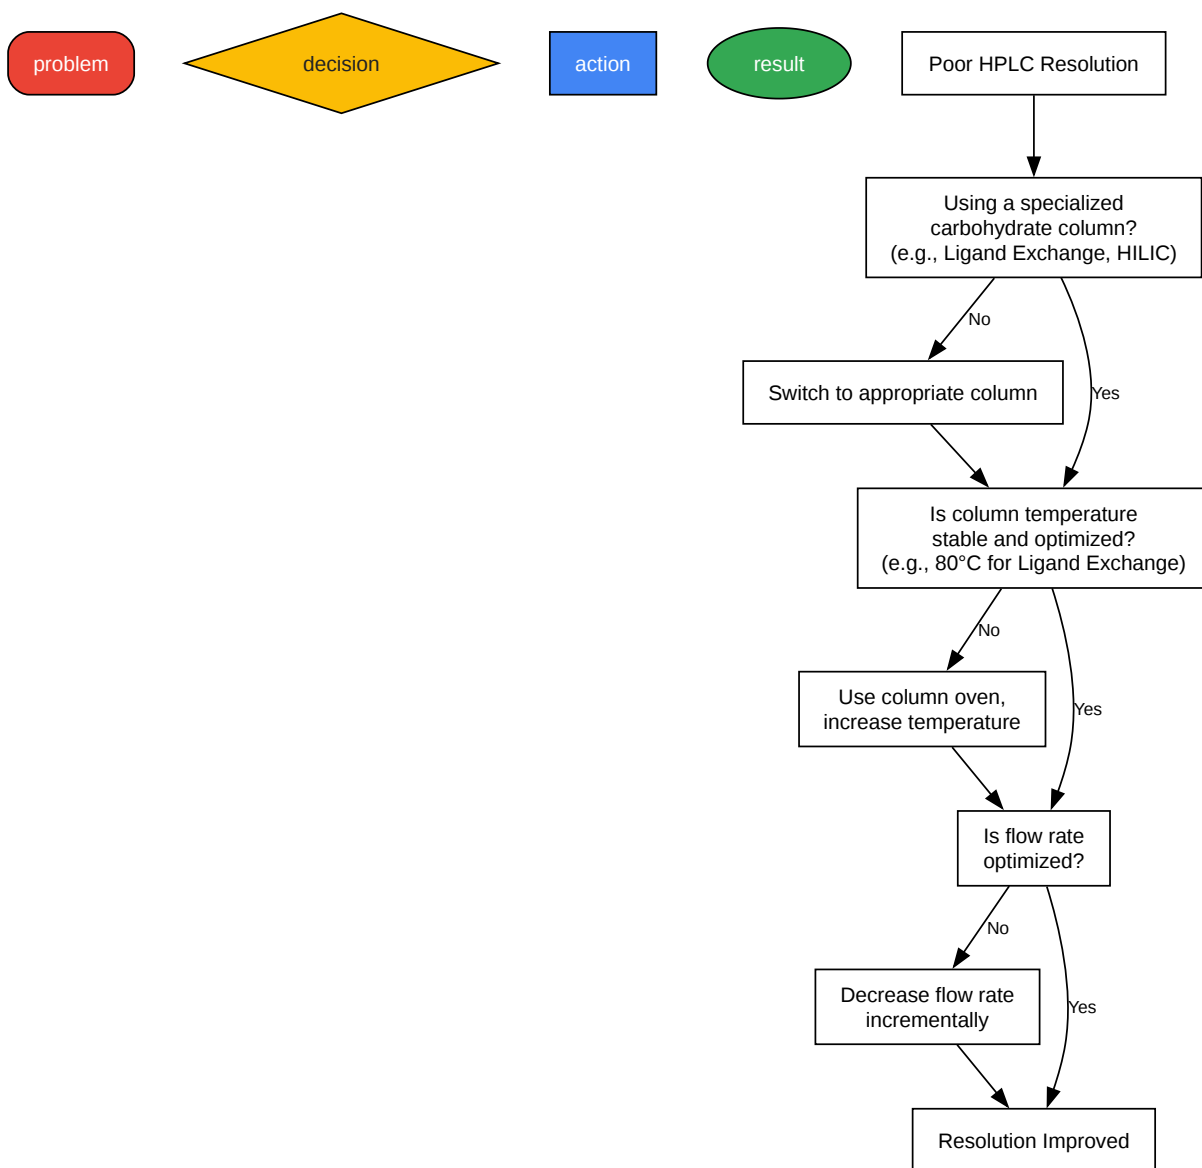 problem
decision
action
result
Poor HPLC Resolution
Using a specialized
carbohydrate column?
(e.g., Ligand Exchange, HILIC)
No
Switch to appropriate column
Yes
Is column temperature
stable and optimized?
(e.g., 80°C for Ligand Exchange)
No
Use column oven,
increase temperature
Yes
Is flow rate
optimized?
No
Decrease flow rate
incrementally
Yes
Resolution Improved